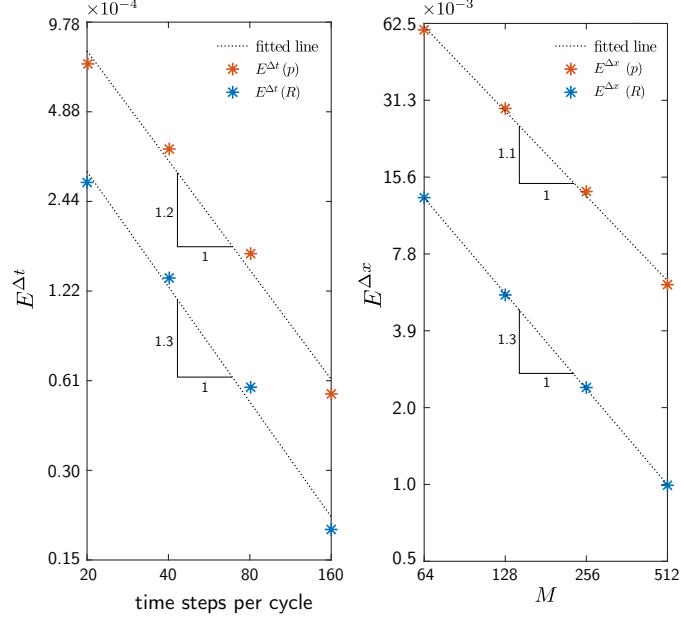 ×10⁻⁴
9.78
4.88
2.44
1.22
0.61
0.30
0.15
E^Δt
fitted line
E^Δt(p)
E^Δt(R)
1.2
1
1.3
1
20 40 80 160
time steps per cycle
×10⁻³
62.5
31.3
15.6
7.8
3.9
2.0
1.0
0.5
E^Δx
fitted line
E^Δx (p)
E^Δx (R)
1.1
1
1.3
1
64 128 256 512
M